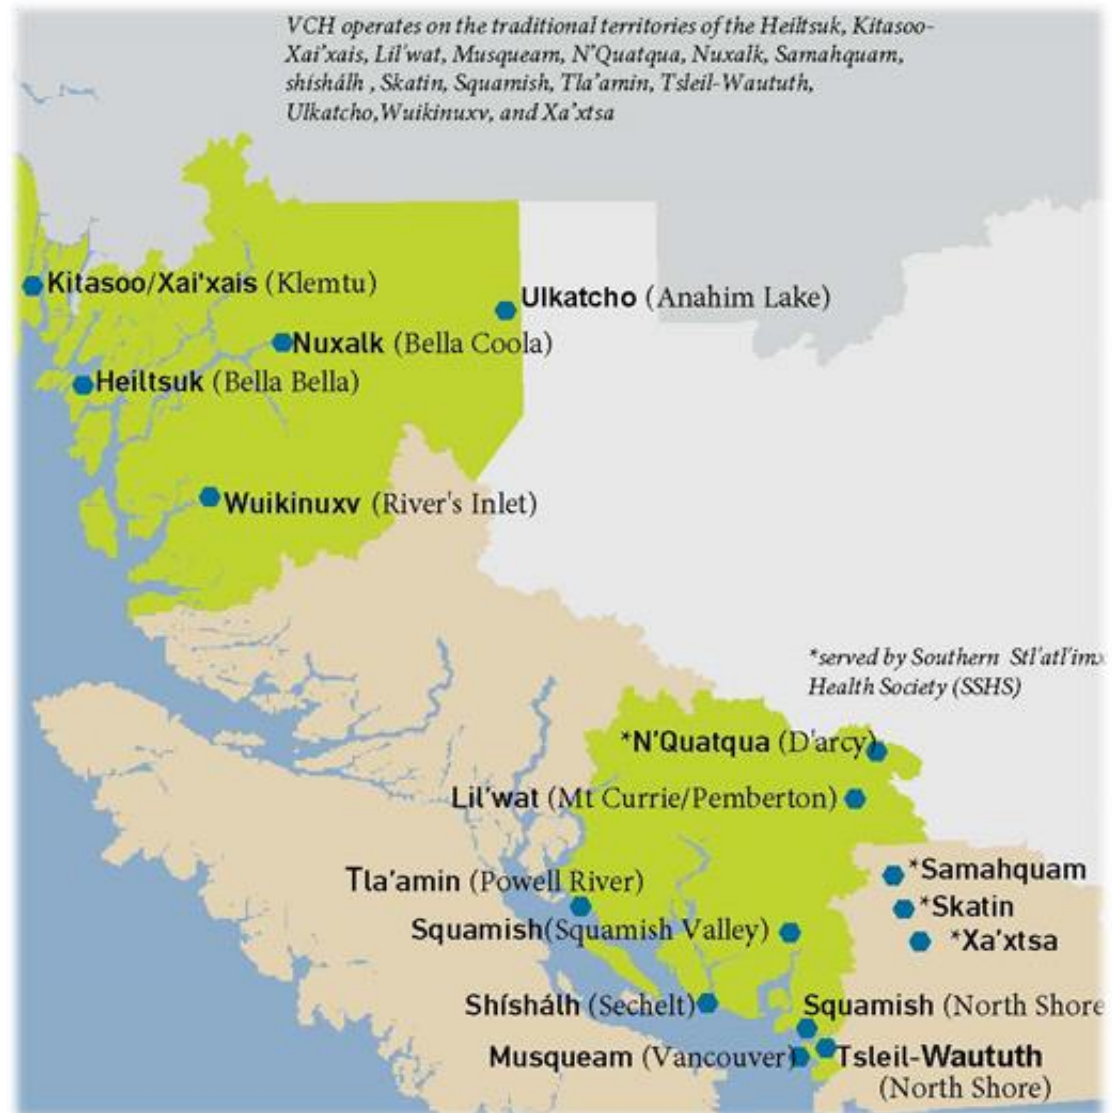 VCH operates on the traditional territories of the Heiltsuk, Kitasoo-
Xai'xais, Lil'wat, Musqueam, N'Quatqua, Nuxalk, Samahquam,
shíshálh , Skatin, Squamish, Tla'amin, Tsleil-Waututh,
Ulkatcho,Wuikinuxv, and Xa'xtsa
Kitasoo/Xai'xais (Klemtu)
Ulkatcho (Anahim Lake)
Nuxalk (Bella Coola)
Heiltsuk (Bella Bella)
Wuikinuxv (River's Inlet)
*served by Southern Stl'atl'imx
Health Society (SSHS)
*N'Quatqua (D'arcy)
Lil'wat (Mt Currie/Pemberton)
*Samahquam
Tla'amin (Powell River)
*Skatin
Squamish(Squamish Valley)
*Xa'xtsa
Shíshálh (Sechelt)
Squamish (North Shore
Musqueam (Vancouver)
Tsleil-Waututh
(North Shore)